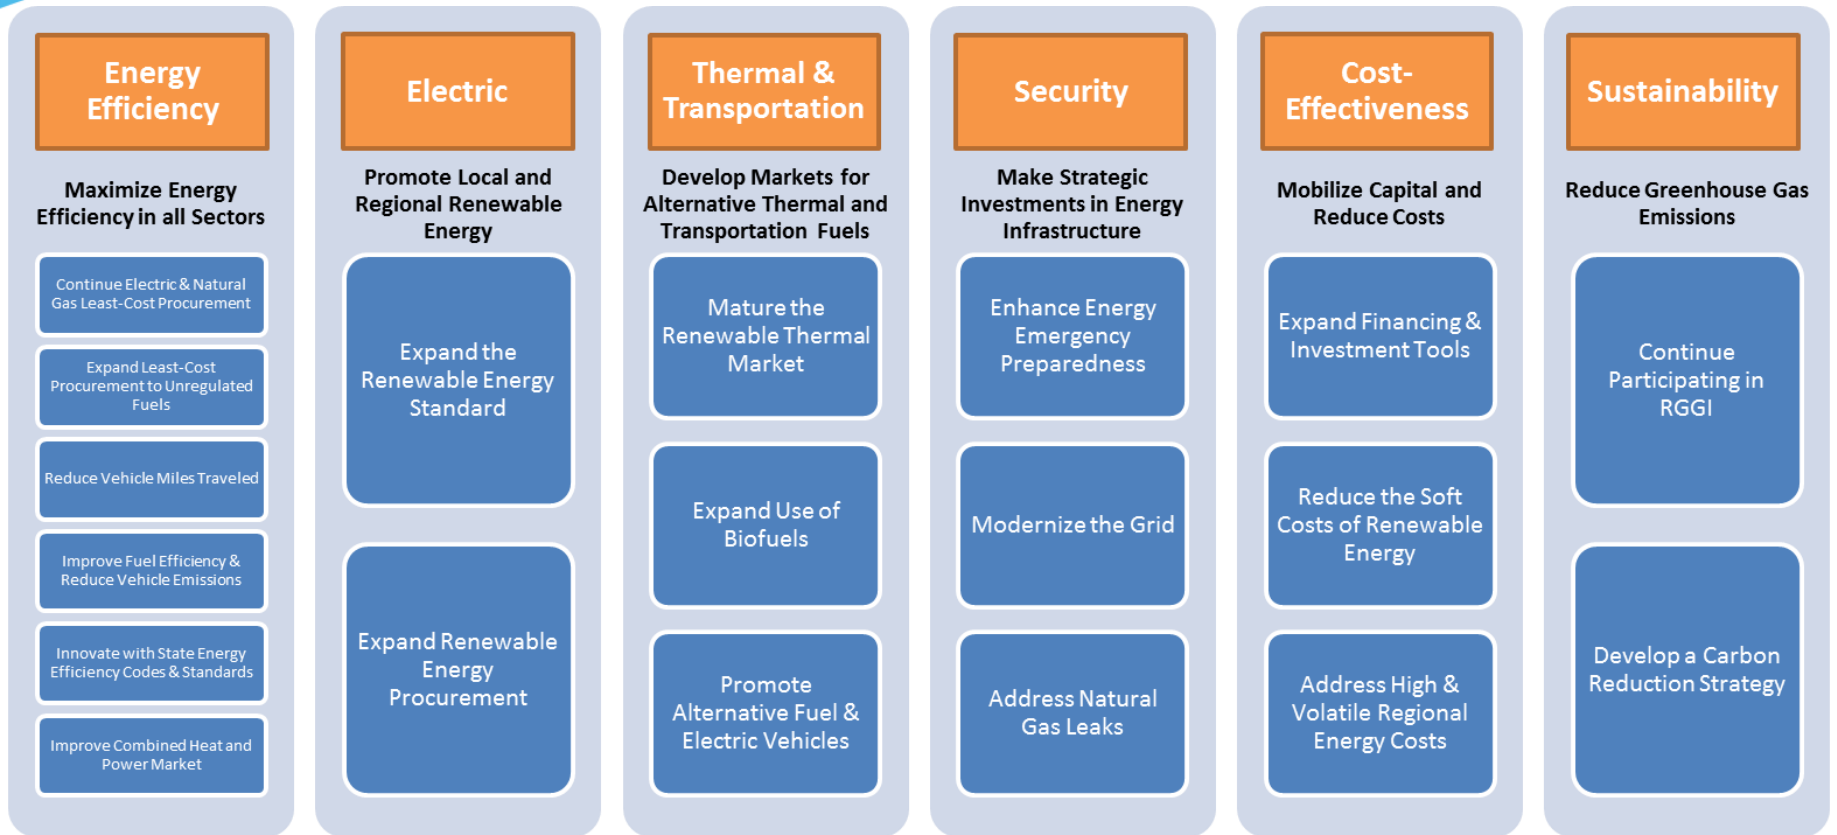 Energy
Efficiency
Maximize Energy
Efficiency in all Sectors
Continue Electric & Natural
Gas Least-Cost Procurement
Expand Least-Cost
Procurement to Unregulated
Fuels
Reduce Vehicle Miles Traveled
Improve Fuel Efficiency &
Reduce Vehicle Emissions
Innovate with State Energy
Efficiency Codes & Standards
Improve Combined Heat and
Power Market
Electric
Promote Local and
Regional Renewable
Energy
Expand the
Renewable Energy
Standard
Expand Renewable
Energy
Procurement
Thermal &
Transportation
Develop Markets for
Alternative Thermal and
Transportation Fuels
Mature the
Renewable Thermal
Market
Expand Use of
Biofuels
Promote
Alternative Fuel &
Electric Vehicles
Security
Make Strategic
Investments in Energy
Infrastructure
Enhance Energy
Emergency
Preparedness
Modernize the Grid
Address Natural
Gas Leaks
Cost-
Effectiveness
Mobilize Capital and
Reduce Costs
Expand Financing &
Investment Tools
Reduce the Soft
Costs of Renewable
Energy
Address High &
Volatile Regional
Energy Costs
Sustainability
Reduce Greenhouse Gas
Emissions
Continue
Participating in
RGGI
Develop a Carbon
Reduction Strategy